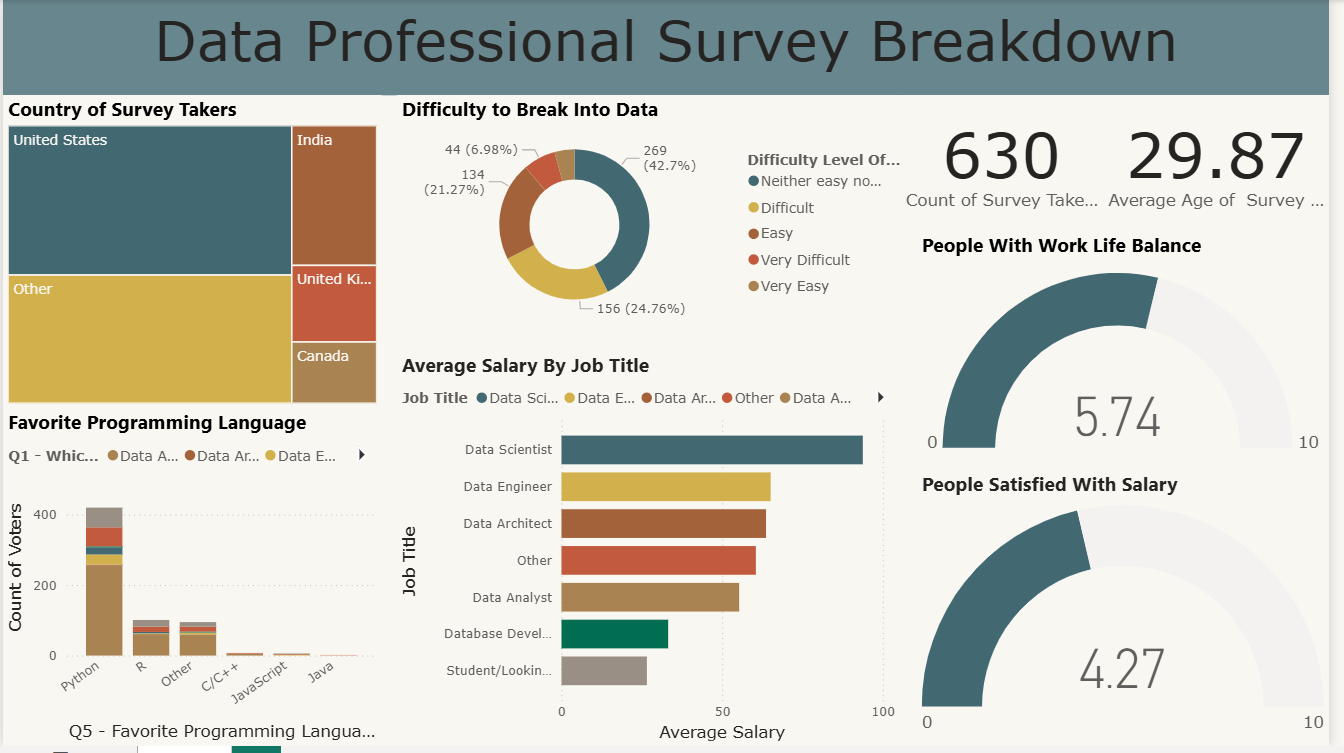 Data Professional Survey Breakdown
Country of Survey Takers
United States
India
Other
United Ki...
Canada
Difficulty to Break Into Data
44 (6.98%)
269
(42.7%)
134
(21.27%)
156 (24.76%)
Difficulty Level Of...
Neither easy no...
Difficult
Easy
Very Difficult
Very Easy
630
Count of Survey Take...
29.87
Average Age of Survey ...
People With Work Life Balance
5.74
0
10
Favorite Programming Language
Q1 - Whic... Data A... Data Ar... Data E...
Count of Voters
400
200
0
Python
R
Other
C/C++
JavaScript
Java
Q5 - Favorite Programming Langua...
Average Salary By Job Title
Job Title Data Sci... Data E... Data Ar... Other Data A...
Job Title
Data Scientist
Data Engineer
Data Architect
Other
Data Analyst
Database Devel...
Student/Lookin...
0
50
100
Average Salary
People Satisfied With Salary
4.27
0
10